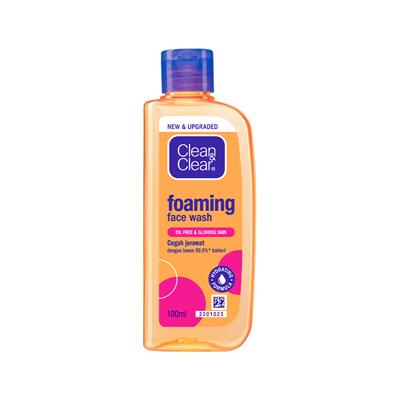 NEW & UPGRADED
Clean &
Clear®
foaming
face wash
OIL FREE & GLOWING SKIN
Cegah jerawat
dengan lawan 99,9%* bakteri
HYDRATING
FORMULA
100ml
2201023